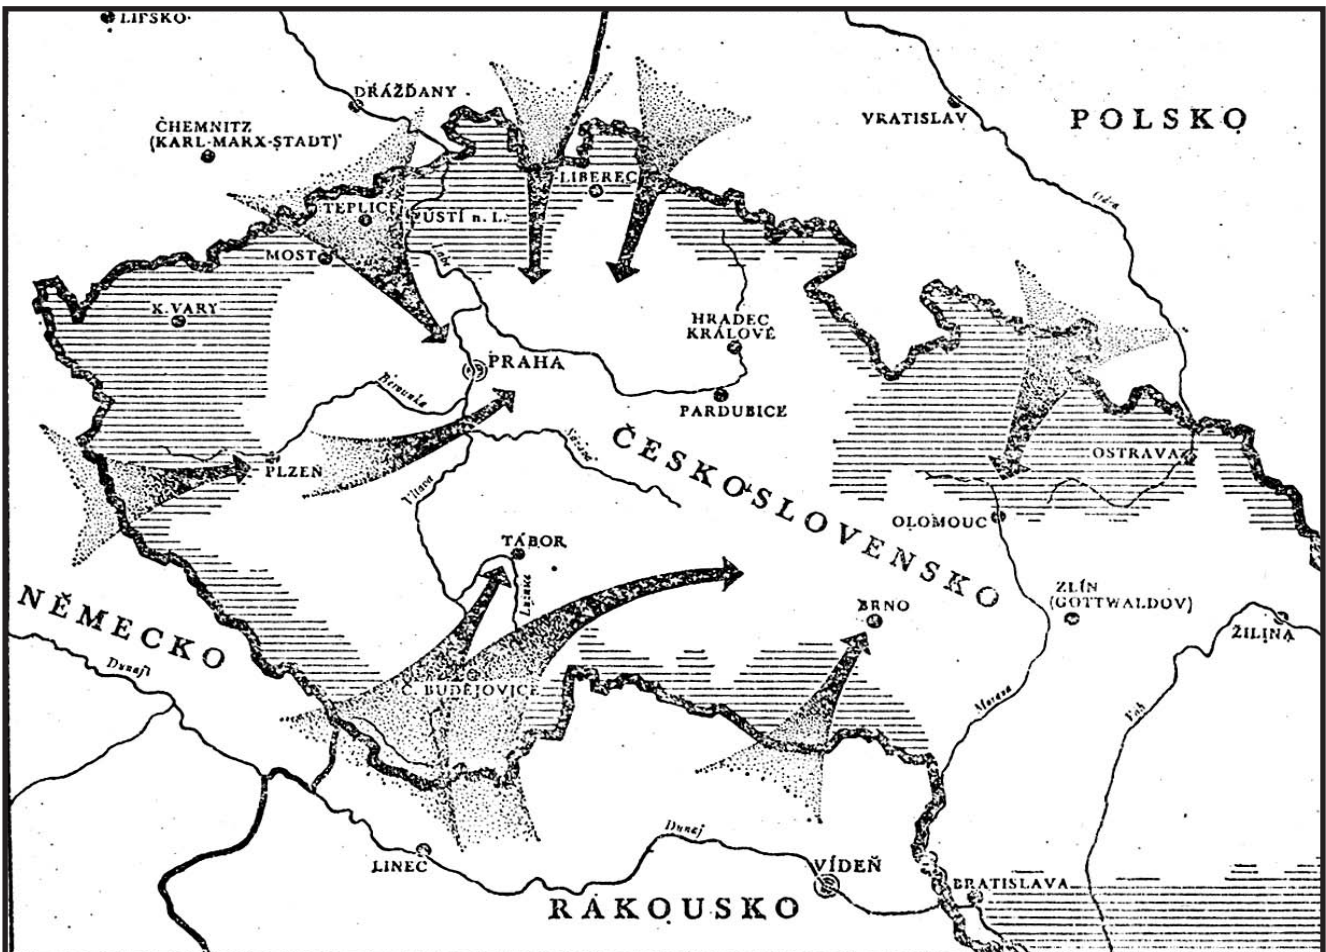 LIPSKO
DRÁŽĎANY
CHEMNITZ
(KARL-MARX-STADT)
VRATISLAV
POLSKO
Odra
LIBEREC
TEPLICE
ÚSTÍ n. L.
MOST
Labe
K. VARY
HRADEC
KRÁLOVÉ
PRAHA
Berounka
PARDUBICE
ČESKOSLOVENSKO
PLZEŇ
OSTRAVA
Vltava
Sázava
OLOMOUC
TÁBOR
Lužnice
NĚMECKO
ZLÍN
(GOTTWALDOV)
BRNO
ŽILINA
Dunaj
Č. BUDĚJOVICE
Morava
Váh
Dunaj
LINEC
VÍDEŇ
BRATISLAVA
RAKOUSKO